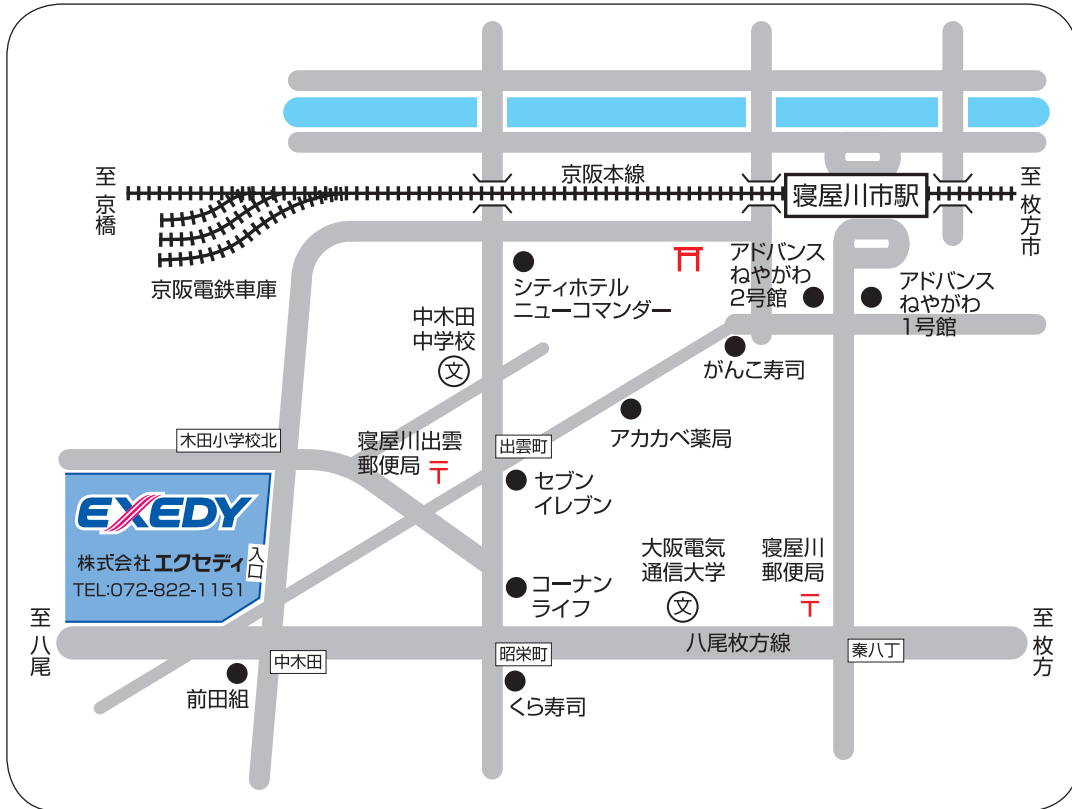 京阪本線
至
京橋
寝屋川市駅
至
枚方市
京阪電鉄車庫
シティホテル
ニューコマンダー
アドバンス
ねやがわ
2号館
アドバンス
ねやがわ
1号館
中木田
中学校
文
がんこ寿司
アカカベ薬局
木田小学校北
寝屋川出雲
郵便局
〒
出雲町
セブン
イレブン
EXEDY
株式会社 エクセディ
TEL:072-822-1151
入口
大阪電気
通信大学
文
寝屋川
郵便局
〒
コーナン
ライフ
至
八尾
八尾枚方線
至
枚方
中木田
昭栄町
秦八丁
前田組
くら寿司